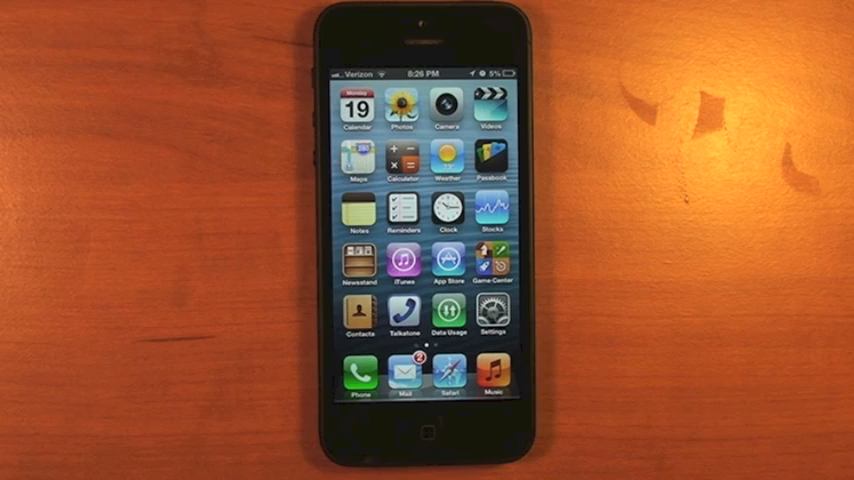 Verizon 8:26 PM 5%
Monday
19
Calendar Photos Camera Videos
Maps Calculator Weather Passbook
Notes Reminders Clock Stocks
Newsstand iTunes App Store Game Center
Contacts Talkatone Data Usage Settings
2
Phone Mail Safari Music